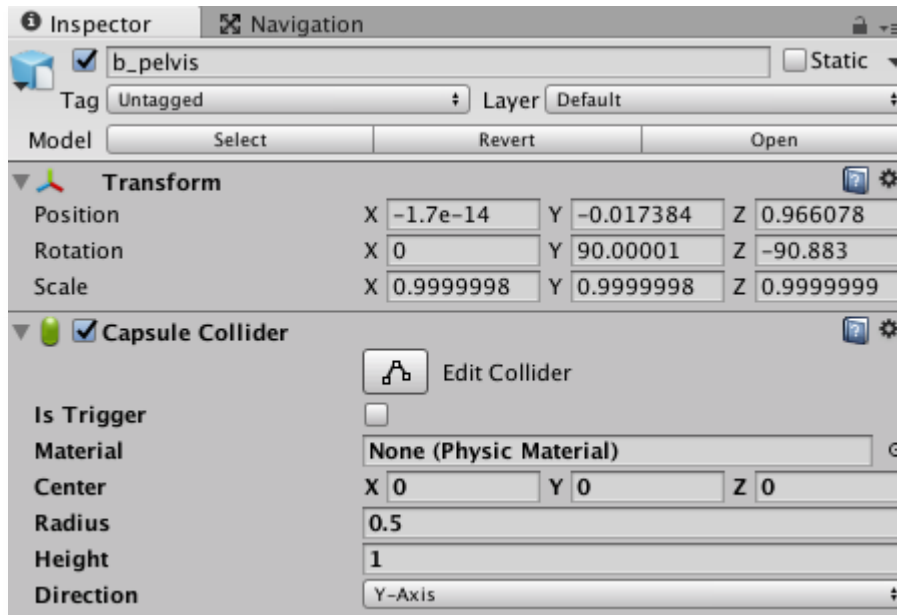 Inspector Navigation
b_pelvis Static
Tag Untagged Layer Default
Model Select Revert Open
Transform
Position X -1.7e-14 Y -0.017384 Z 0.966078
Rotation X 0 Y 90.00001 Z -90.883
Scale X 0.9999998 Y 0.9999998 Z 0.9999999
Capsule Collider
Edit Collider
Is Trigger
Material None (Physic Material)
Center X 0 Y 0 Z 0
Radius 0.5
Height 1
Direction Y-Axis